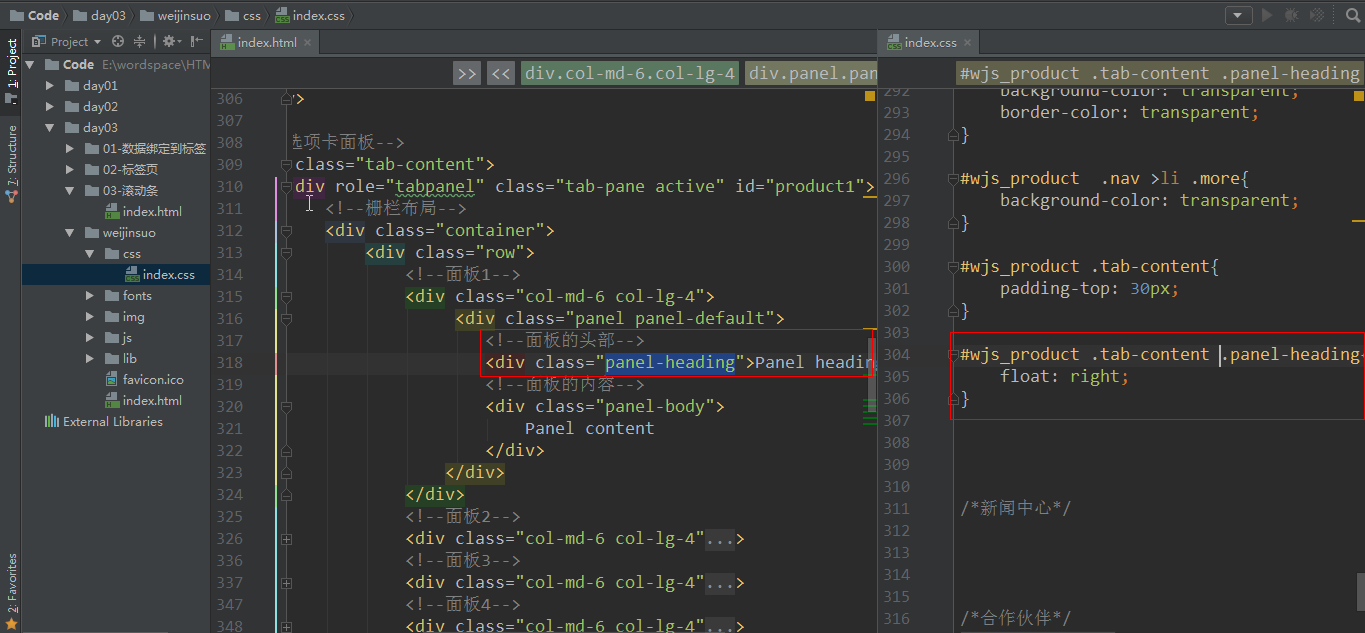 Code day03 weijinsuo css index.css
1: Project
7: Structure
2: Favorites
Project
Code E:\wordspace\HTM
day01
day02
day03
01-数据绑定到标签
02-标签页
03-滚动条
index.html
weijinsuo
css
index.css
fonts
img
js
lib
favicon.ico
index.html
External Libraries
index.html
>> << div.col-md-6.col-lg-4 div.panel.pan
306 '>
307
308 选项卡面板-->
309 class="tab-content">
310 div role="tabpanel" class="tab-pane active" id="product1">
311 <!--栅栏布局-->
312 <div class="container">
313 <div class="row">
314 <!--面板1-->
315 <div class="col-md-6 col-lg-4">
316 <div class="panel panel-default">
317 <!--面板的头部-->
318 <div class="panel-heading">Panel headin
319 <!--面板的内容-->
320 <div class="panel-body">
321 Panel content
322 </div>
323 </div>
324 </div>
325 <!--面板2-->
326 <div class="col-md-6 col-lg-4"...>
336 <!--面板3-->
337 <div class="col-md-6 col-lg-4"...>
347 <!--面板4-->
348 <div class="col-md-6 col-lg-4"...>
index.css
#wjs_product .tab-content .panel-heading
292 background-color: transparent;
293 border-color: transparent;
294 }
295
296 #wjs_product  .nav >li .more{
297 background-color: transparent;
298 }
299
300 #wjs_product .tab-content{
301 padding-top: 30px;
302 }
303
304 #wjs_product .tab-content .panel-heading{
305 float: right;
306 }
307
308
309
310
311 /*新闻中心*/
312
313
314
315
316 /*合作伙伴*/